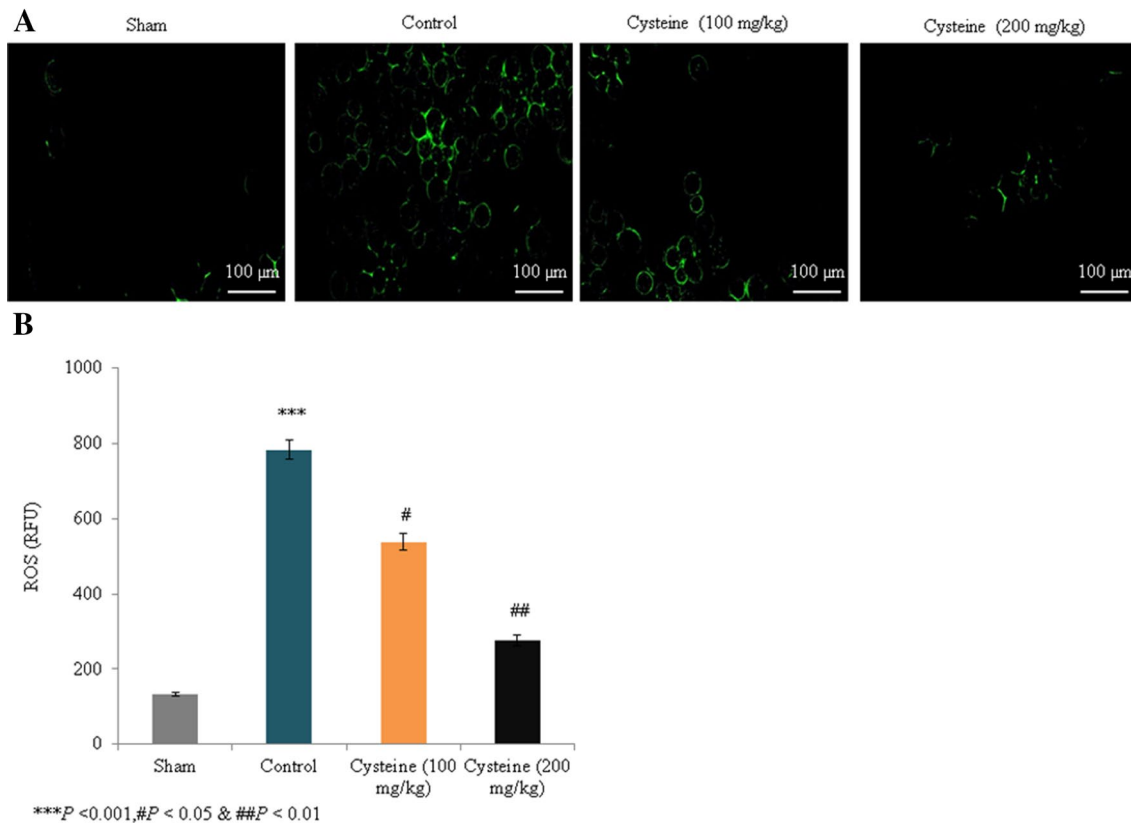 A
Sham
Control
Cysteine (100 mg/kg)
Cysteine (200 mg/kg)
100 µm
100 µm
100 µm
100 µm
B
1000
800
600
400
200
0
ROS (RFU)
***
#
##
Sham
Control
Cysteine (100
mg/kg)
Cysteine (200
mg/kg)
***P <0.001,#P < 0.05 & ##P < 0.01